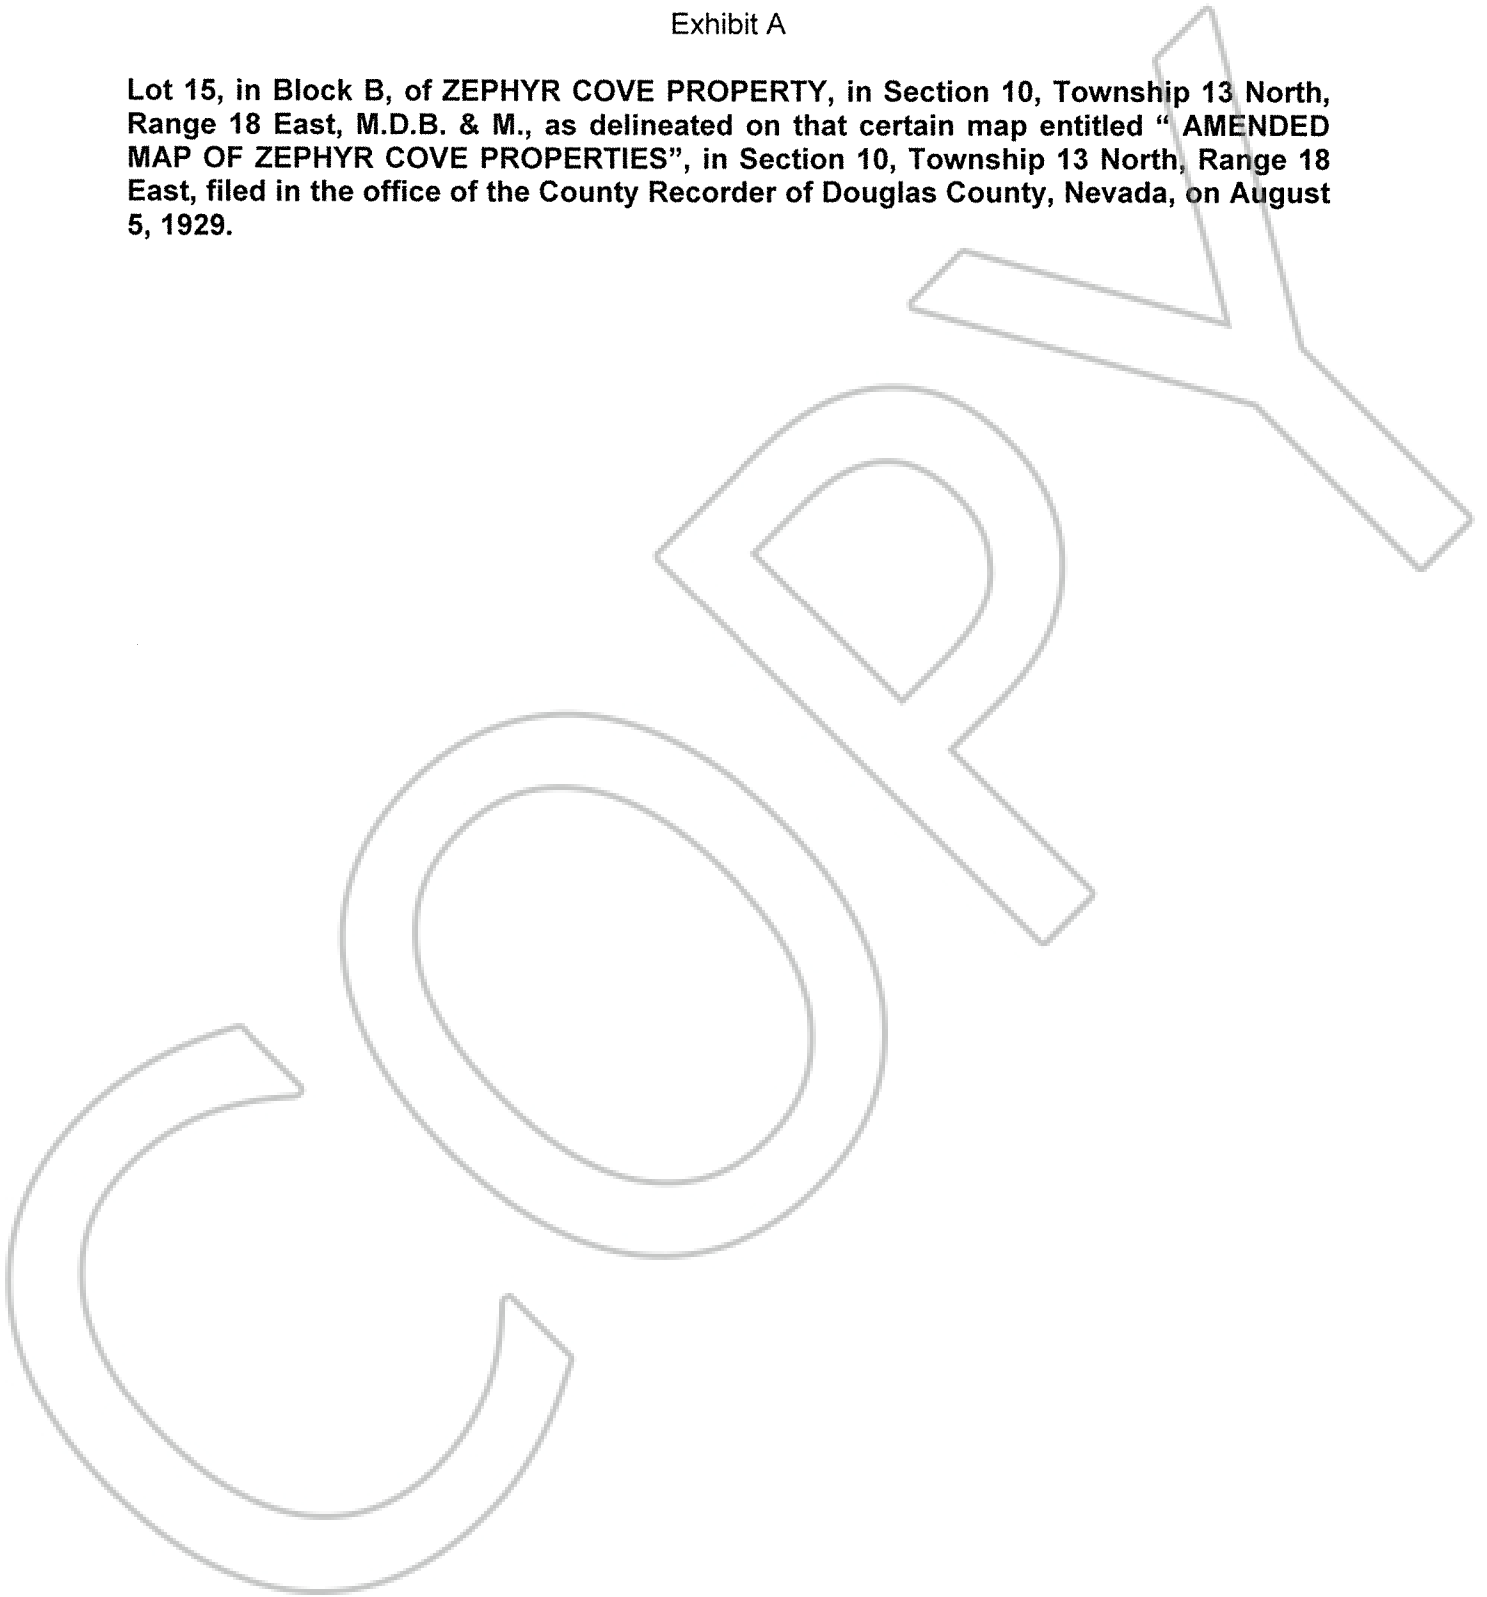 Exhibit A
Lot 15, in Block B, of ZEPHYR COVE PROPERTY, in Section 10, Township 13 North,
Range 18 East, M.D.B. & M., as delineated on that certain map entitled “ AMENDED
MAP OF ZEPHYR COVE PROPERTIES”, in Section 10, Township 13 North, Range 18
East, filed in the office of the County Recorder of Douglas County, Nevada, on August
5, 1929.
COPY